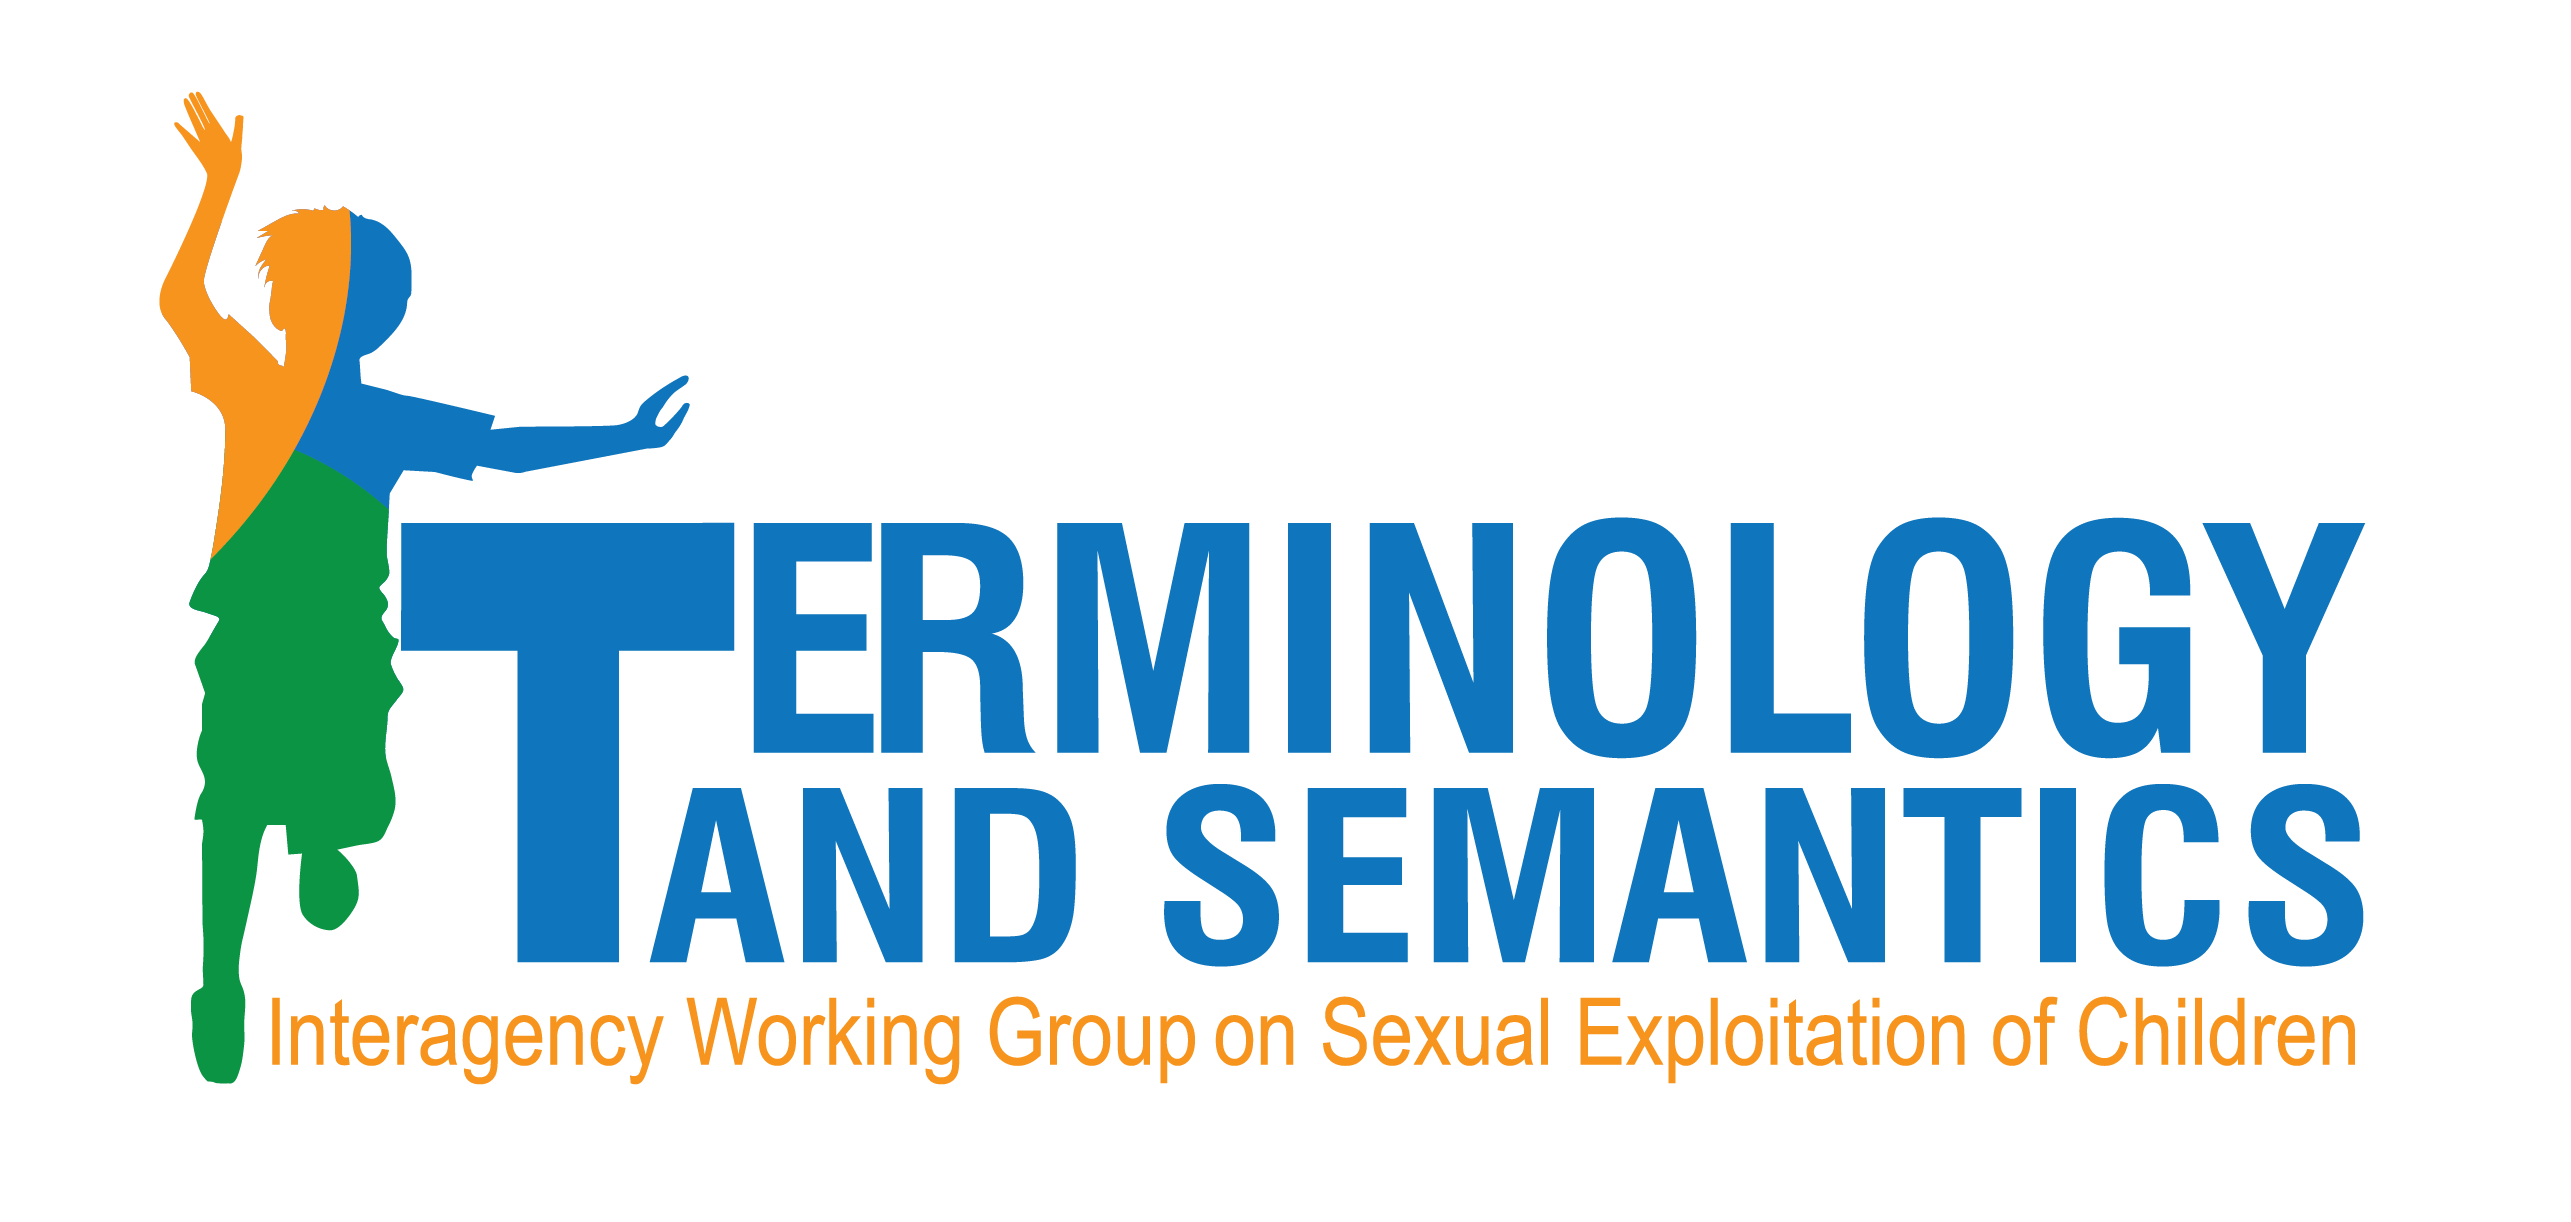 TERMINOLOGY
AND SEMANTICS
Interagency Working Group on Sexual Exploitation of Children